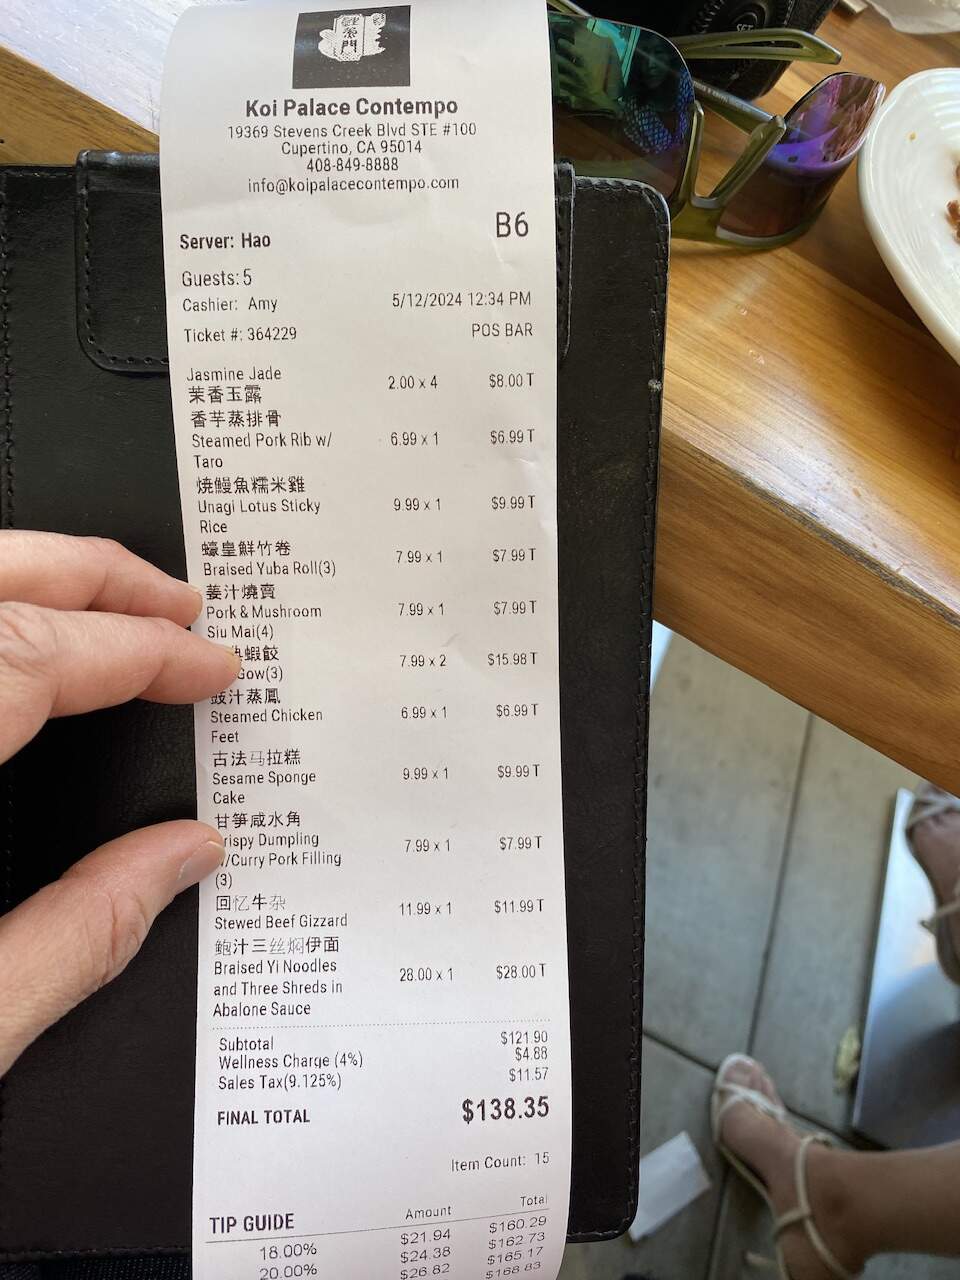 Koi Palace Contempo
19369 Stevens Creek Blvd STE #100
Cupertino, CA 95014
408-849-8888
info@koipalacecontempo.com
B6
Server: Hao
Guests: 5
Cashier: Amy 5/12/2024 12:34 PM
Ticket #: 364229 POS BAR
Jasmine Jade 2.00 x 4 $8.00 T
茉香玉露
香芋蒸排骨
Steamed Pork Rib w/ 6.99 x 1 $6.99 T
Taro
焼鰻魚糯米雞
Unagi Lotus Sticky 9.99 x 1 $9.99 T
Rice
蠔皇鮮竹卷
Braised Yuba Roll(3) 7.99 x 1 $7.99 T
姜汁燒賣
Pork & Mushroom 7.99 x 1 $7.99 T
Siu Mai(4)
蝦餃 7.99 x 2 $15.98 T
Gow(3)
豉汁蒸鳳
Steamed Chicken 6.99 x 1 $6.99 T
Feet
古法马拉糕
Sesame Sponge 9.99 x 1 $9.99 T
Cake
甘笋咸水角
rispy Dumpling 7.99 x 1 $7.99 T
/Curry Pork Filling
(3)
回忆牛杂
Stewed Beef Gizzard 11.99 x 1 $11.99 T
鲍汁三丝焖伊面
Braised Yi Noodles 28.00 x 1 $28.00 T
and Three Shreds in
Abalone Sauce
Subtotal $121.90
Wellness Charge (4%) $4.88
Sales Tax(9.125%) $11.57
FINAL TOTAL $138.35
Item Count: 15
TIP GUIDE Amount Total
18.00% $21.94 $160.29
20.00% $24.38 $162.73
$26.82 $165.17
$168.83